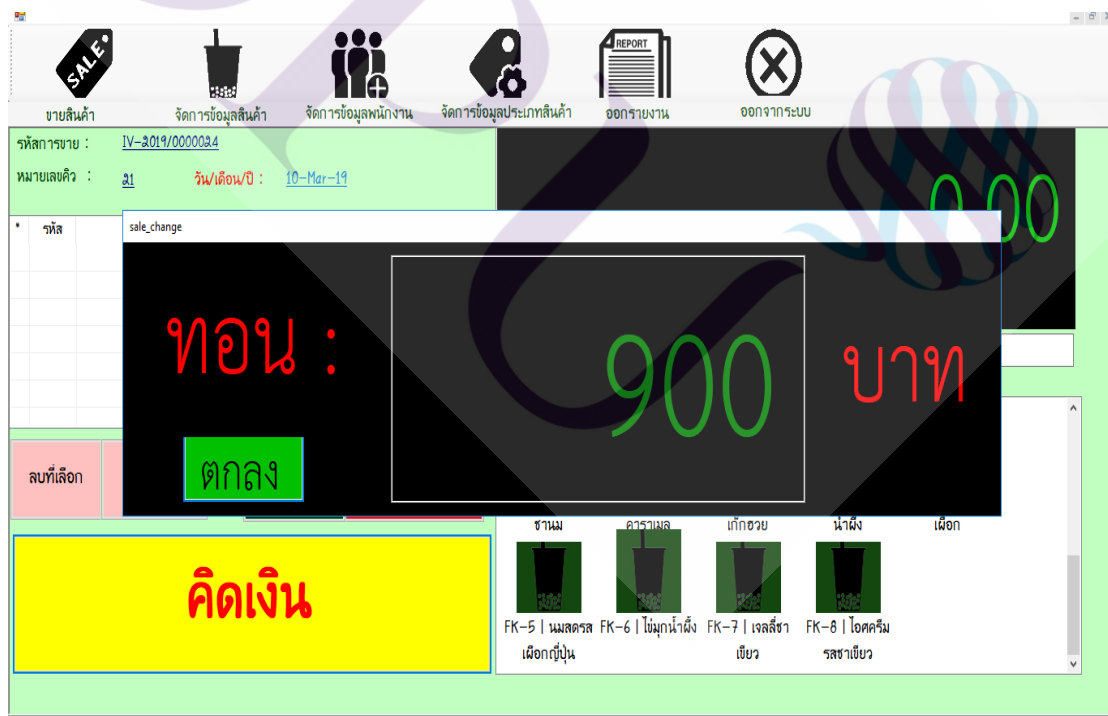 SALE
REPORT
ขายสินค้า จัดการข้อมูลสินค้า จัดการข้อมูลพนักงาน จัดการข้อมูลประเภทสินค้า ออกรายงาน ออกจากระบบ
รหัสการขาย : IV-2019/0000024
หมายเลขคิว : 21 วัน/เดือน/ปี : 10-Mar-19
0.00
* รหัส
sale_change
ทอน : 900 บาท
ตกลง
ลบที่เลือก
คิดเงิน
ชานม คาราเมล เก็กฮวย น้ำผึ้ง เผือก
FK-5 | นมสดรส FK-6 | ไข่มุกน้ำผึ้ง FK-7 | เจลลี่ชา FK-8 | ไอศครีม
เผือกญี่ปุ่น เขียว รสชาเขียว